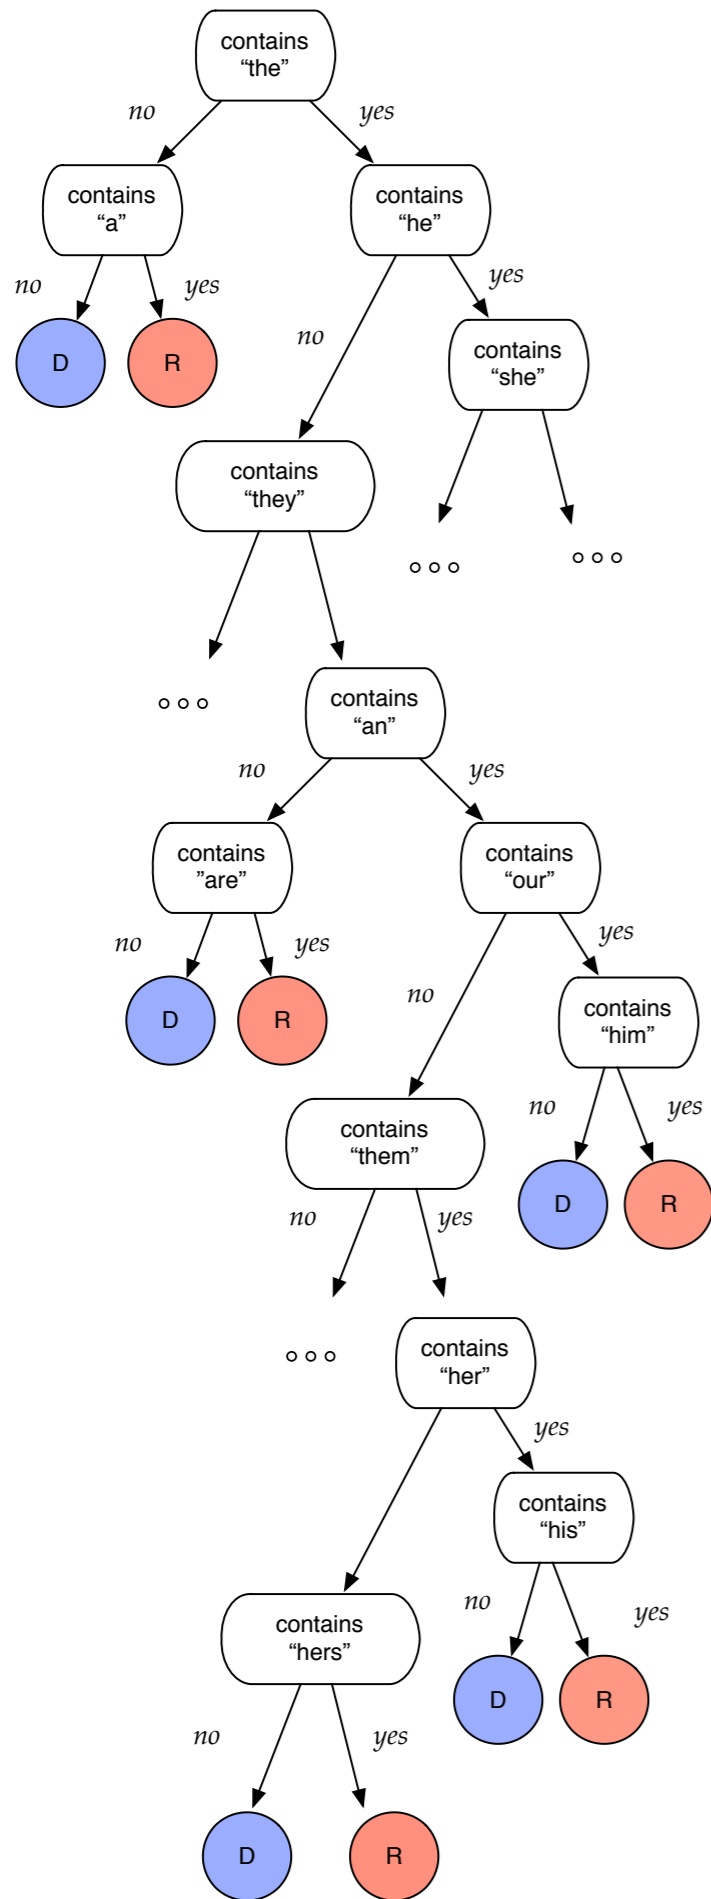 contains
“the”
no
yes
contains
“a”
contains
“he”
no
yes
yes
no
D
R
contains
“she”
contains
“they”
contains
“an”
no
yes
contains
”are”
contains
“our”
no
yes
yes
no
D
R
contains
“him”
no
yes
contains
“them”
D
R
no
yes
contains
“her”
yes
contains
“his”
no
yes
contains
“hers”
D
R
no
yes
D
R